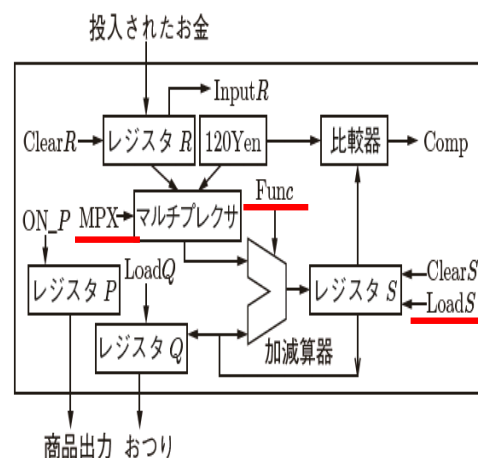 投入されたお金
InputR
ClearR
レジスタ R
120Yen
比較器
Comp
ON_P
MPX
マルチプレクサ
Func
LoadQ
レジスタ P
レジスタ S
ClearS
LoadS
レジスタ Q
加減算器
商品出力
おつり